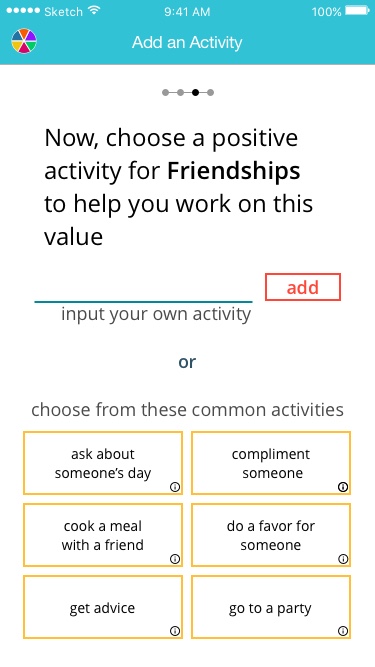 Sketch 9:41 AM 100%
Add an Activity
Now, choose a positive
activity for Friendships
to help you work on this
value
add
input your own activity
or
choose from these common activities
ask about
someone’s day
compliment
someone
cook a meal
with a friend
do a favor for
someone
get advice
go to a party